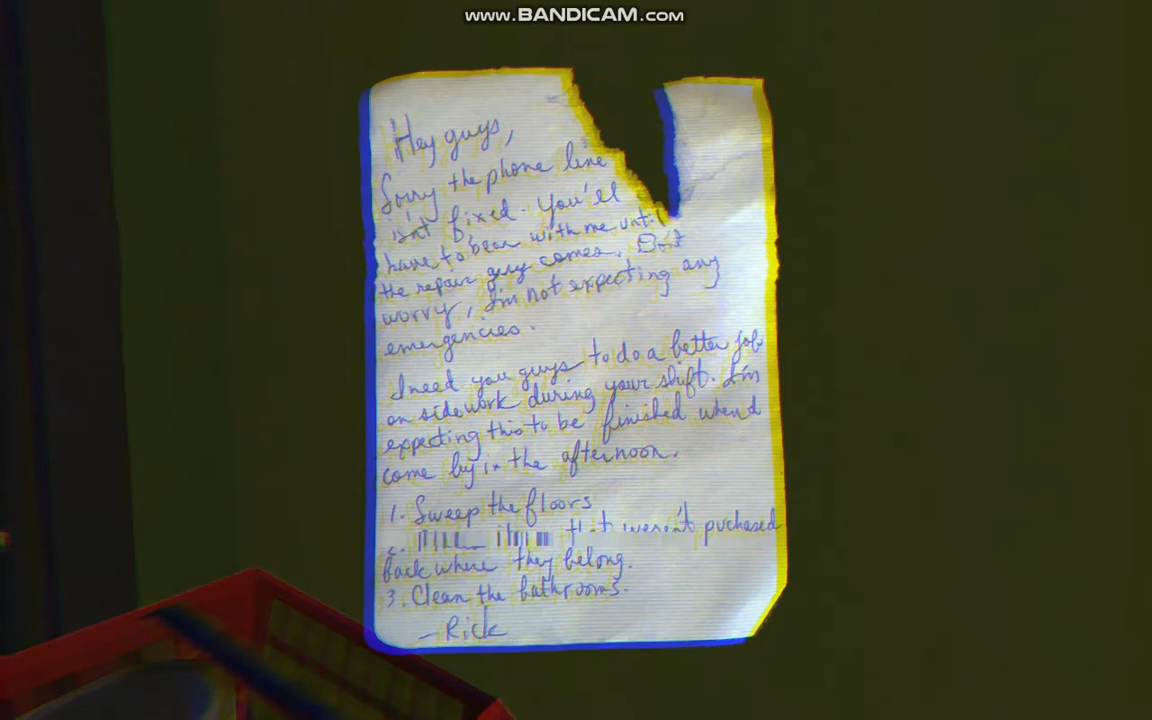 www.BANDICAM.com
Hey guys,
Sorry the phone line
isn't fixed. You'll
have to bear with me until
the repair guy comes. Don't
worry, I'm not expecting any
emergencies.
I need you guys to do a better job
on sidework during your shift. I'm
expecting this to be finished when I
come by in the afternoon.
1. Sweep the floors
items that weren't puchased
back where they belong.
3. Clean the bathrooms.
- Rick